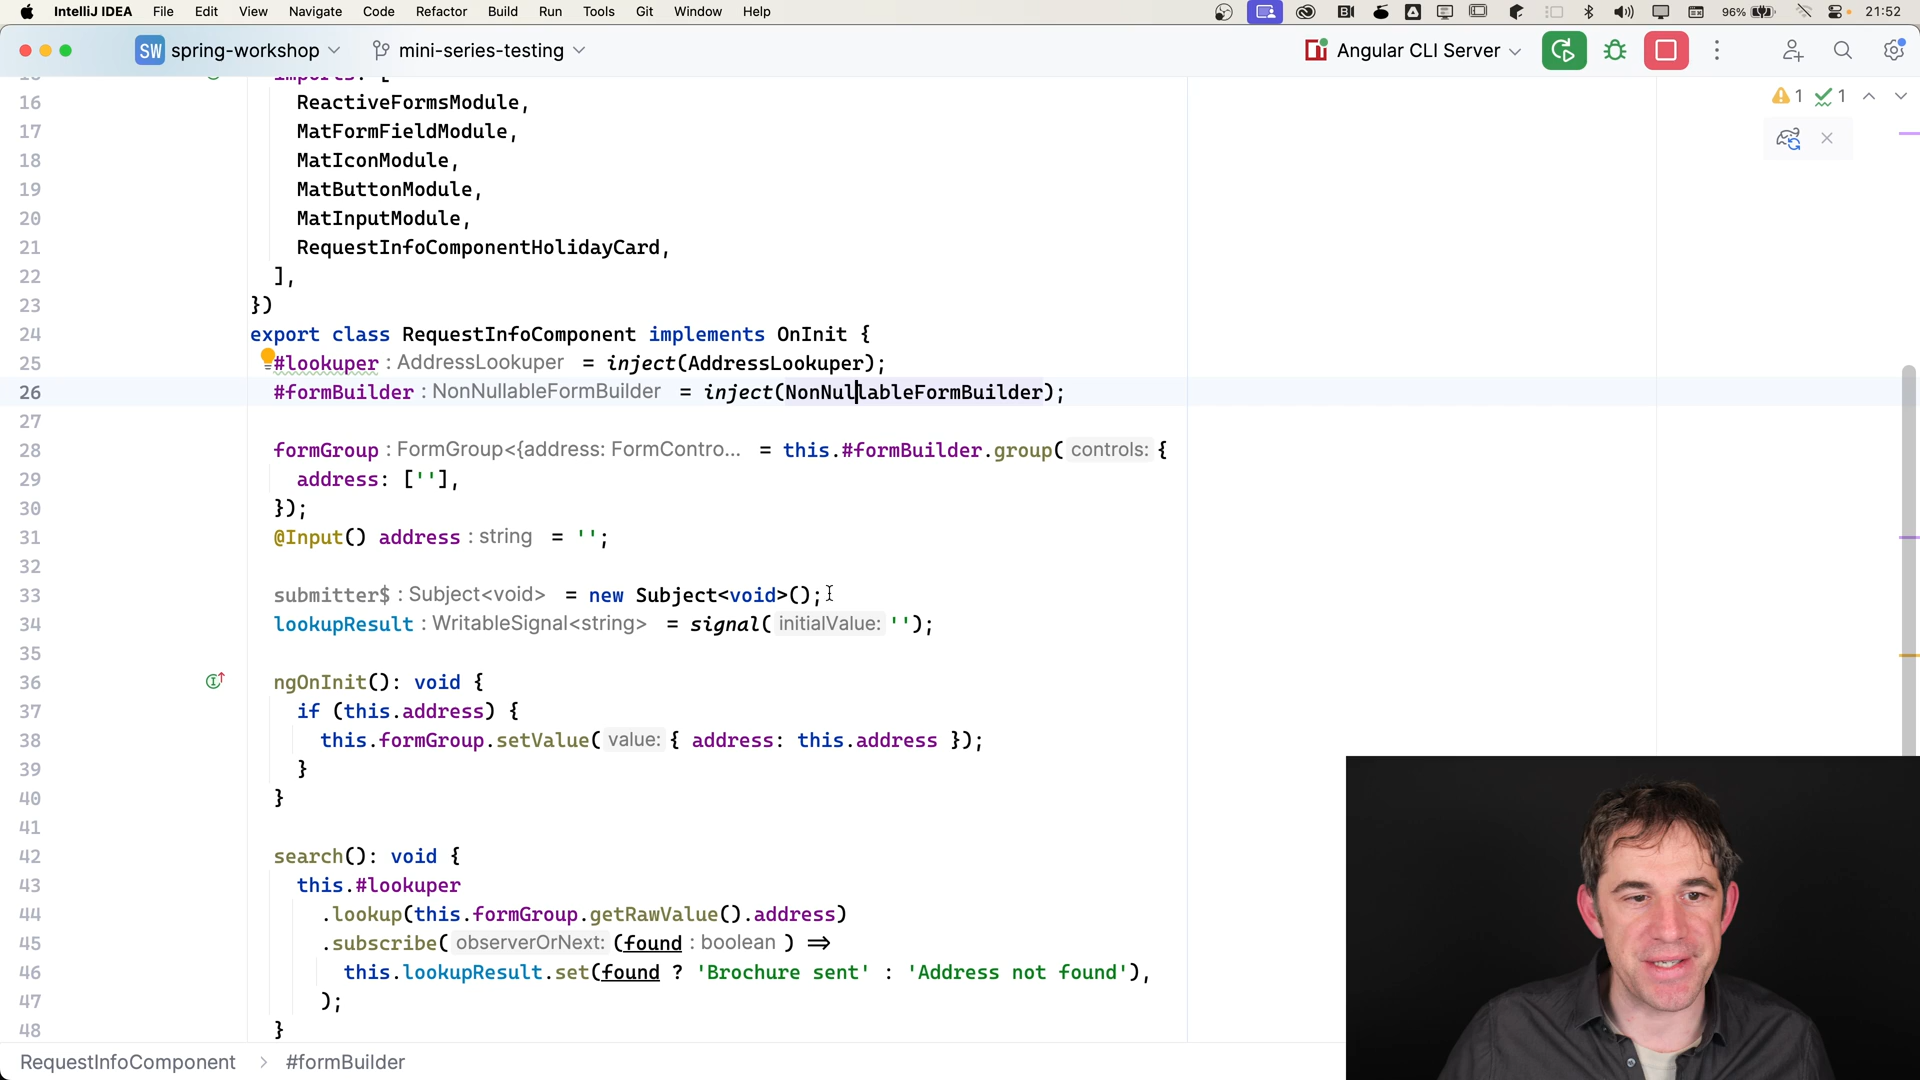 IntelliJ IDEA File Edit View Navigate Code Refactor Build Run Tools Git Window Help 96% 21:52
SW spring-workshop mini-series-testing Angular CLI Server
imports: [
16 ReactiveFormsModule, 1 1
17 MatFormFieldModule,
18 MatIconModule,
19 MatButtonModule,
20 MatInputModule,
21 RequestInfoComponentHolidayCard,
22 ],
23 })
24 export class RequestInfoComponent implements OnInit {
25 #lookuper : AddressLookuper = inject(AddressLookuper);
26 #formBuilder : NonNullableFormBuilder = inject(NonNullableFormBuilder);
27
28 formGroup : FormGroup<{address: FormContro... = this.#formBuilder.group( controls: {
29 address: [''],
30 });
31 @Input() address : string = '';
32
33 submitter$ : Subject<void> = new Subject<void>();
34 lookupResult : WritableSignal<string> = signal( initialValue: '');
35
36 ngOnInit(): void {
37 if (this.address) {
38 this.formGroup.setValue( value: { address: this.address });
39 }
40 }
41
42 search(): void {
43 this.#lookuper
44 .lookup(this.formGroup.getRawValue().address)
45 .subscribe( observerOrNext: (found : boolean ) =>
46 this.lookupResult.set(found ? 'Brochure sent' : 'Address not found'),
47 );
48 }
RequestInfoComponent > #formBuilder